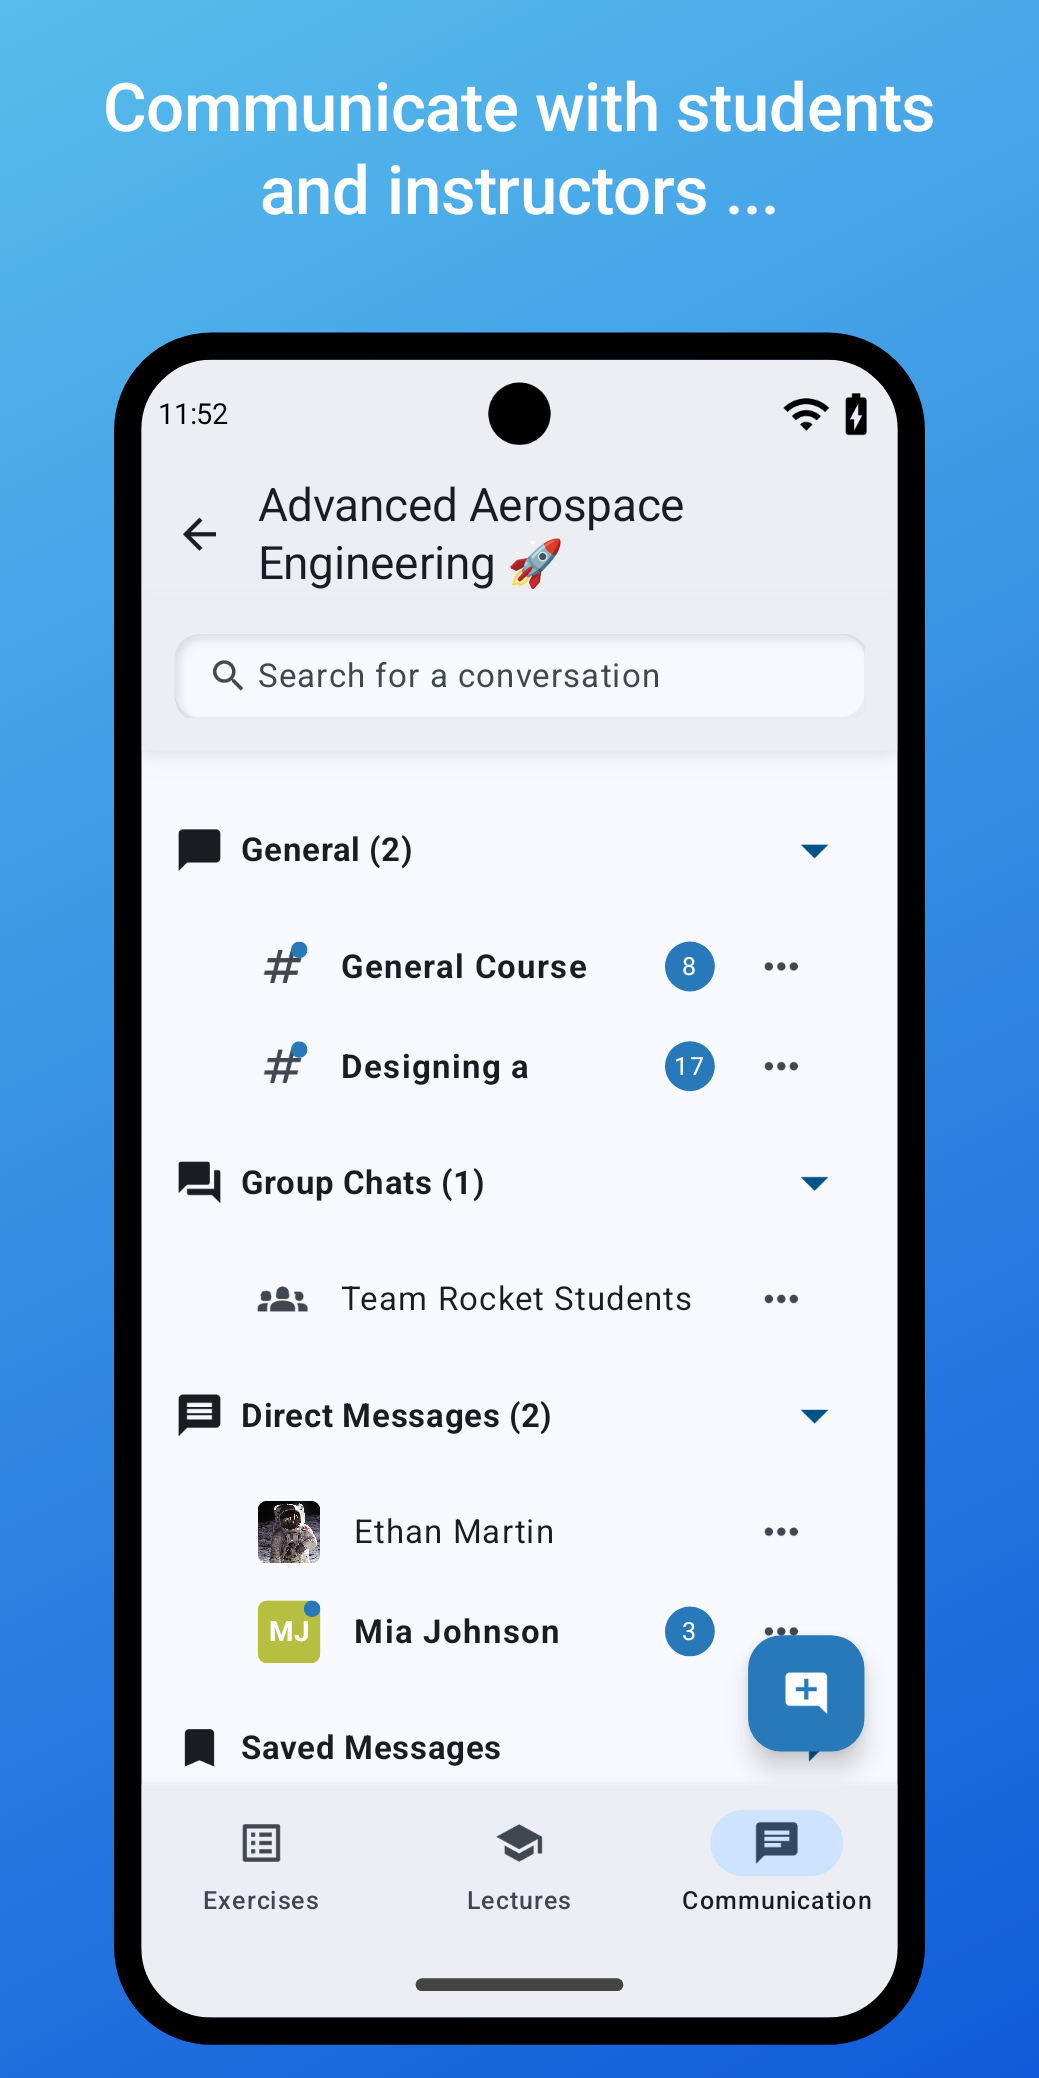 Communicate with students
and instructors ...
11:52
Advanced Aerospace
Engineering 🚀
Search for a conversation
General (2)
General Course 8
Designing a 17
Group Chats (1)
Team Rocket Students
Direct Messages (2)
Ethan Martin
MJ Mia Johnson 3
Saved Messages
Exercises Lectures Communication